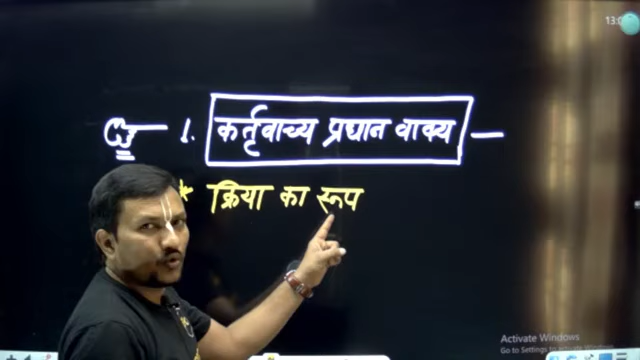 1. कर्तृवाच्य प्रधान वाक्य —
* क्रिया का रूप
Activate Windows
Go to Settings to activate Windows.